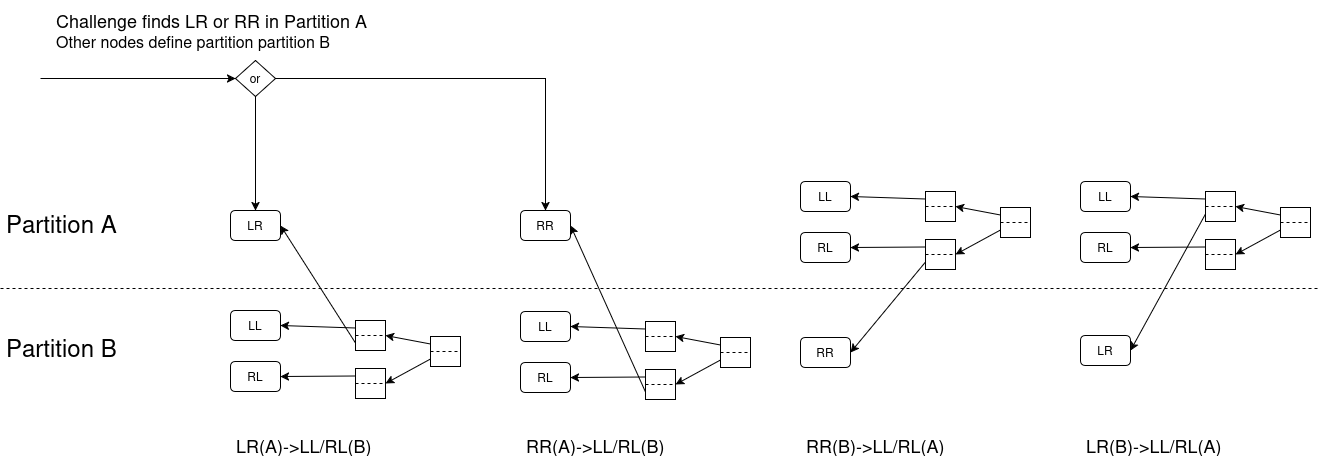 Challenge finds LR or RR in Partition A
Other nodes define partition partition B
or
Partition A
LR
RR
LL
RL
LL
RL
Partition B
LL
RL
LL
RL
RR
LR
LR(A)->LL/RL(B)
RR(A)->LL/RL(B)
RR(B)->LL/RL(A)
LR(B)->LL/RL(A)